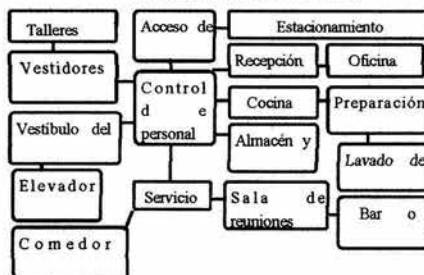 Talleres
Acceso de
Estacionamiento
Vestidores
Recepción
Oficina
Control
de
personal
Cocina
Preparación
Vestíbulo del
Almacén y
Lavado de
Elevador
Servicio
Sala de
reuniones
Bar o
Comedor